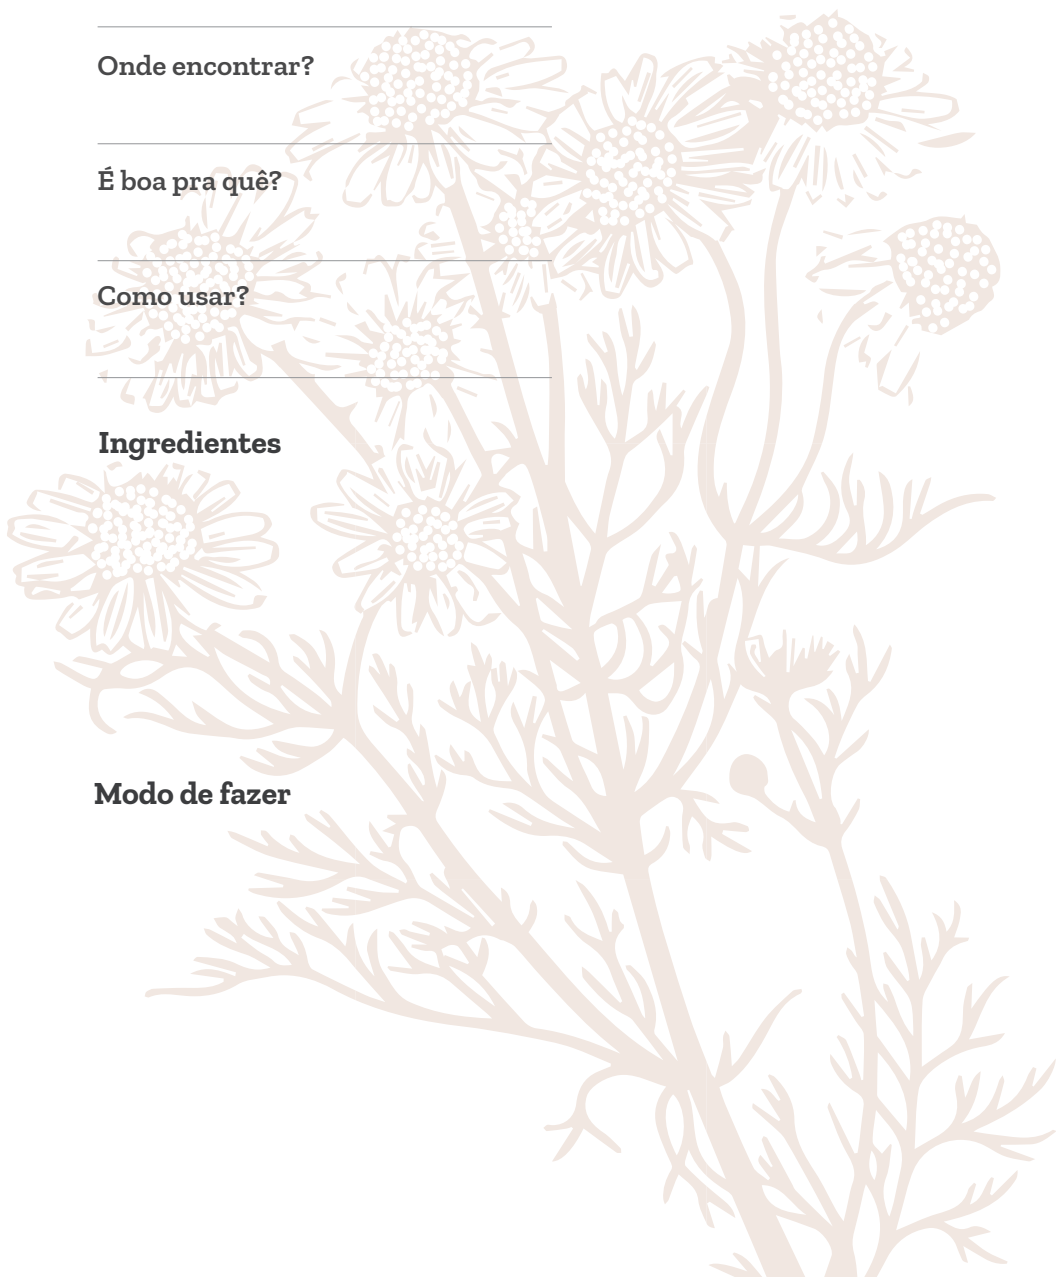 Onde encontrar?
É boa pra quê?
Como usar?
Ingredientes
Modo de fazer